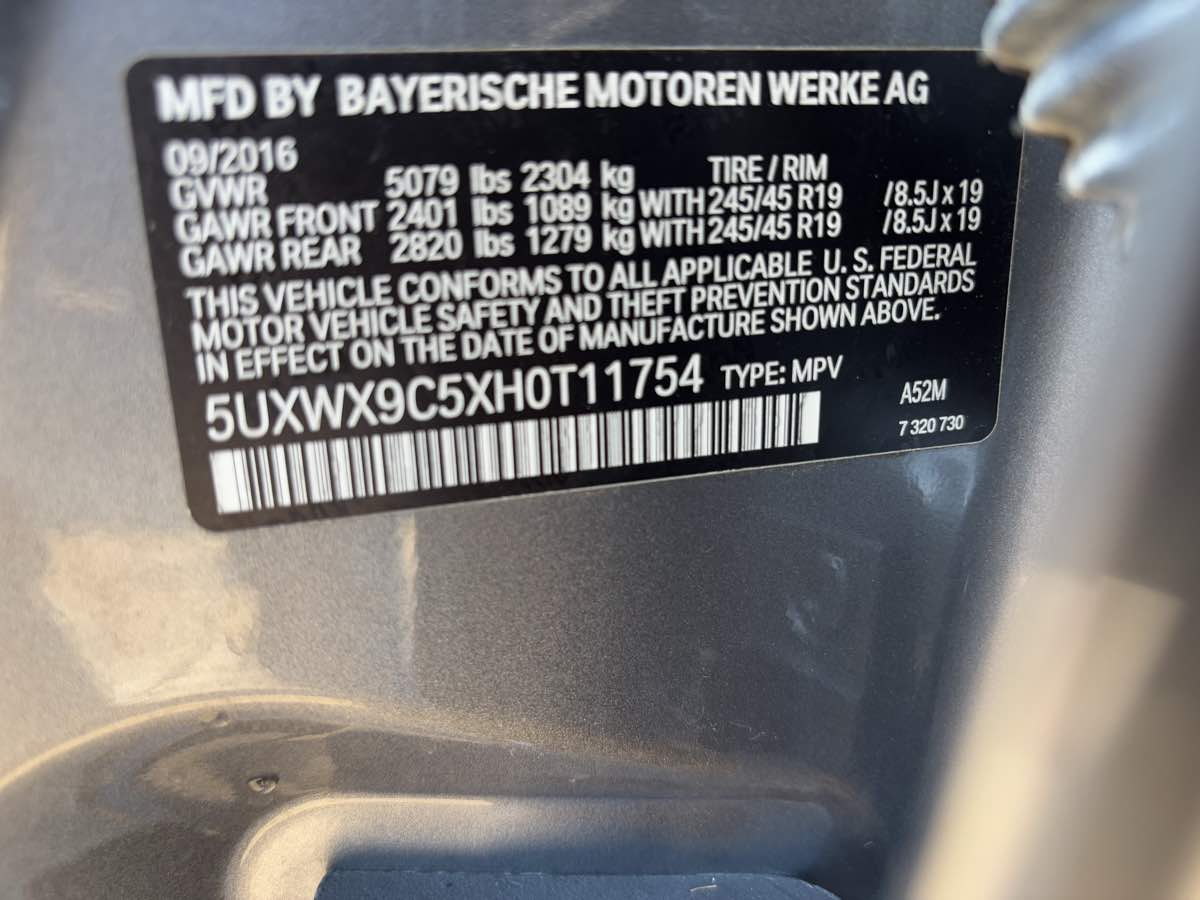 MFD BY BAYERISCHE MOTOREN WERKE AG
09/2016 TIRE / RIM
GVWR 5079 lbs 2304 kg
GAWR FRONT 2401 lbs 1089 kg WITH 245/45 R19 /8.5J x 19
GAWR REAR 2820 lbs 1279 kg WITH 245/45 R19 /8.5J x 19
THIS VEHICLE CONFORMS TO ALL APPLICABLE U. S. FEDERAL
MOTOR VEHICLE SAFETY AND THEFT PREVENTION STANDARDS
IN EFFECT ON THE DATE OF MANUFACTURE SHOWN ABOVE.
5UXWX9C5XH0T11754 TYPE: MPV
A52M
7 320 730